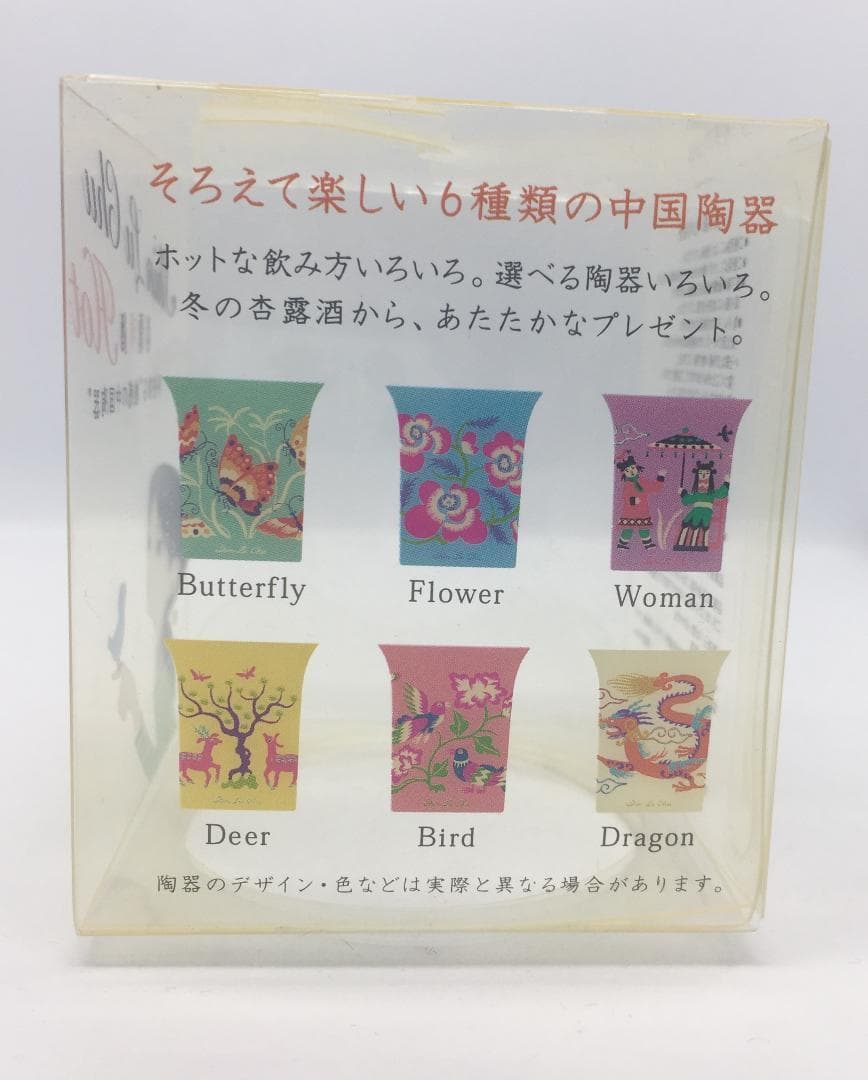 そろえて楽しい6種類の中国陶器
ホットな飲み方いろいろ。選べる陶器いろいろ。
冬の杏露酒から、あたたかなプレゼント。
Butterfly
Flower
Woman
Deer
Bird
Dragon
陶器のデザイン・色などは実際と異なる場合があります。